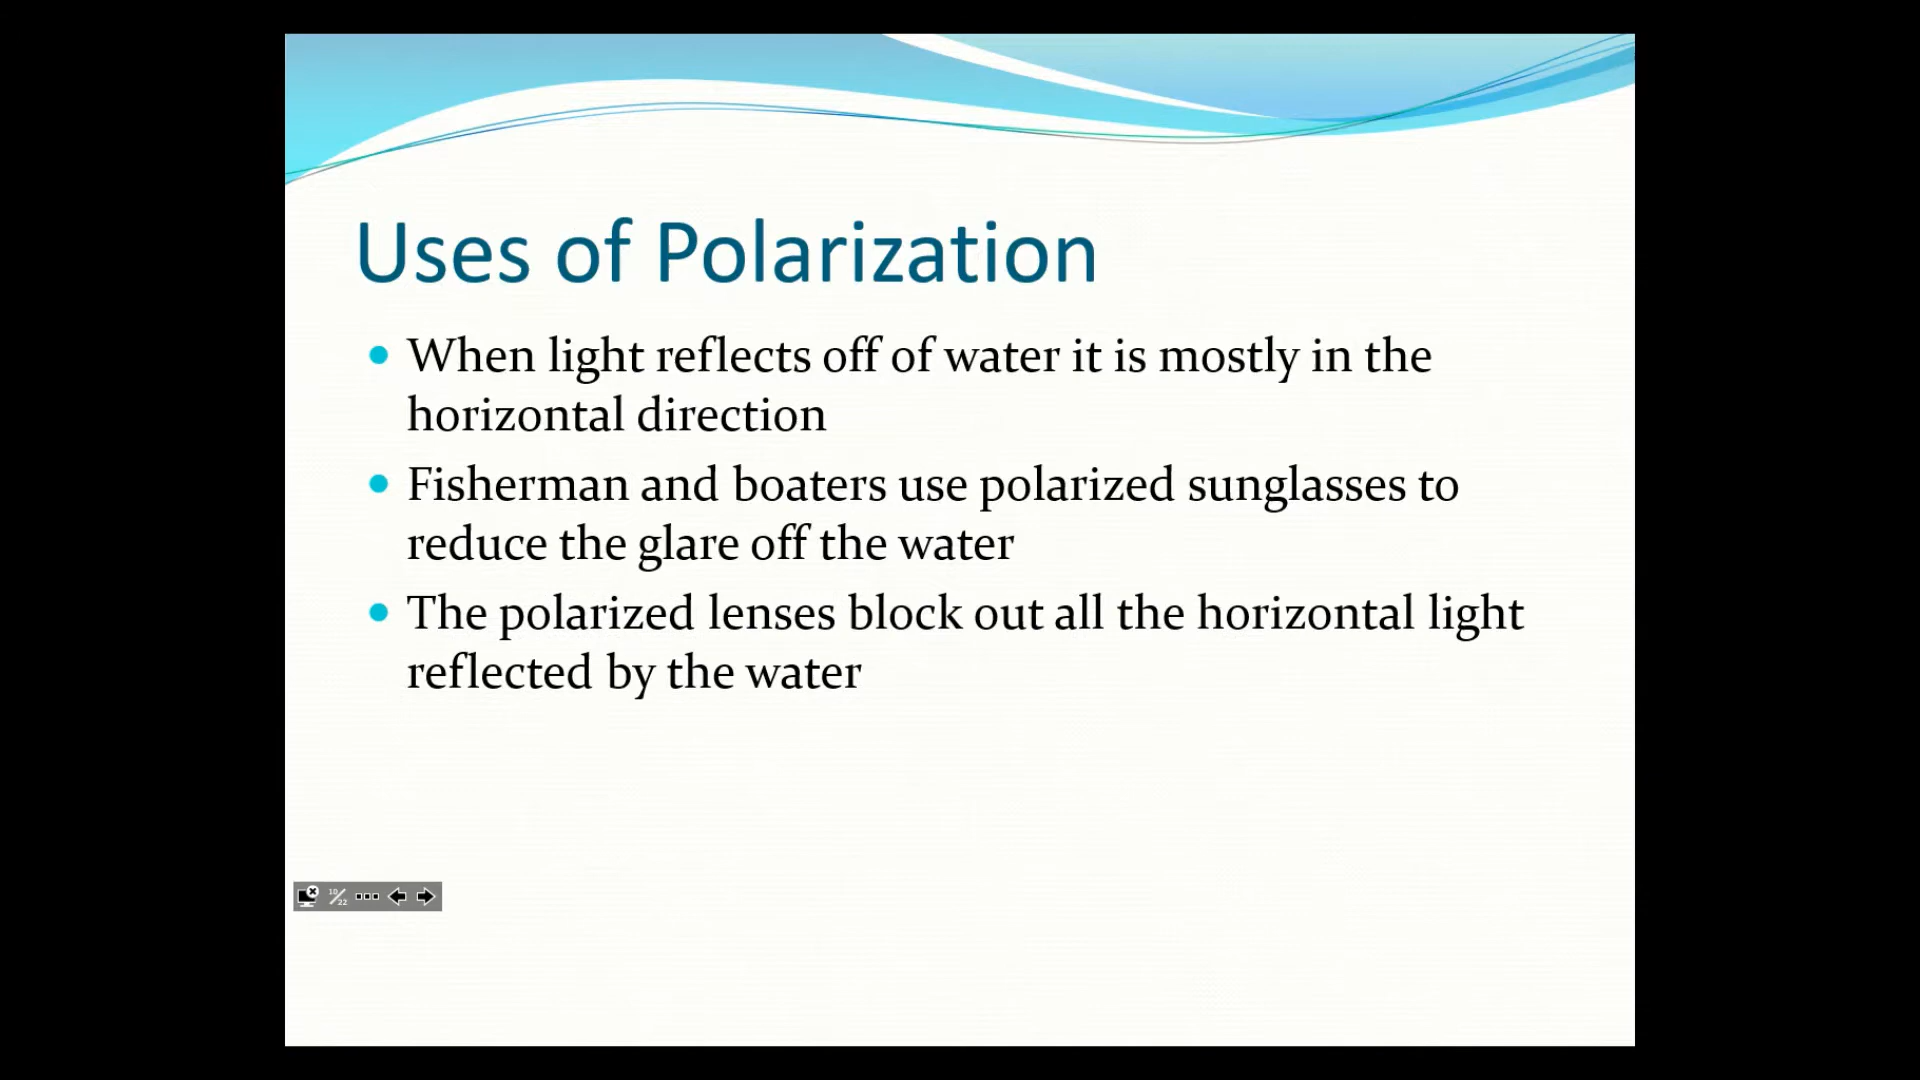 Uses of Polarization
When light reflects off of water it is mostly in the
horizontal direction
Fisherman and boaters use polarized sunglasses to
reduce the glare off the water
The polarized lenses block out all the horizontal light
reflected by the water
10/22